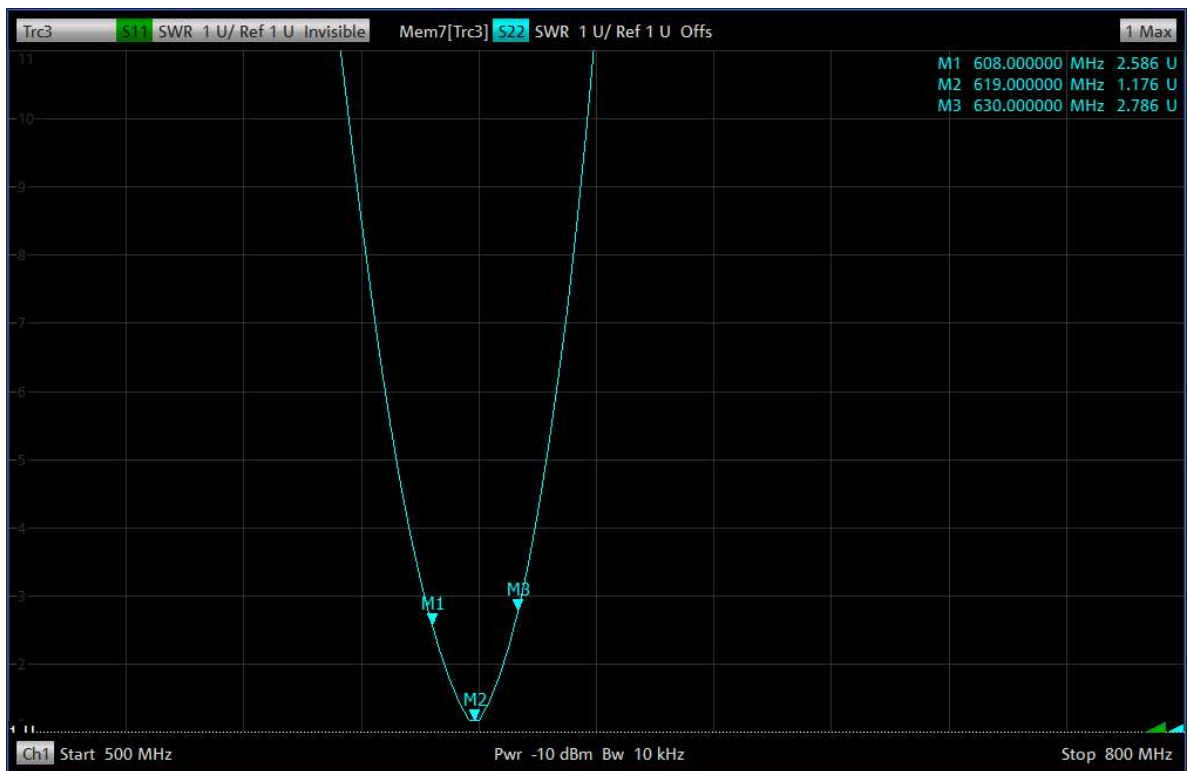 Trc3 S11 SWR 1 U/ Ref 1 U Invisible Mem7[Trc3] S22 SWR 1 U/ Ref 1 U Offs 1 Max
11
M1 608.000000 MHz 2.586 U
M2 619.000000 MHz 1.176 U
M3 630.000000 MHz 2.786 U
10
9
8
7
6
5
4
3
M1
M3
2
M2
1 U
Ch1 Start 500 MHz Pwr -10 dBm Bw 10 kHz Stop 800 MHz